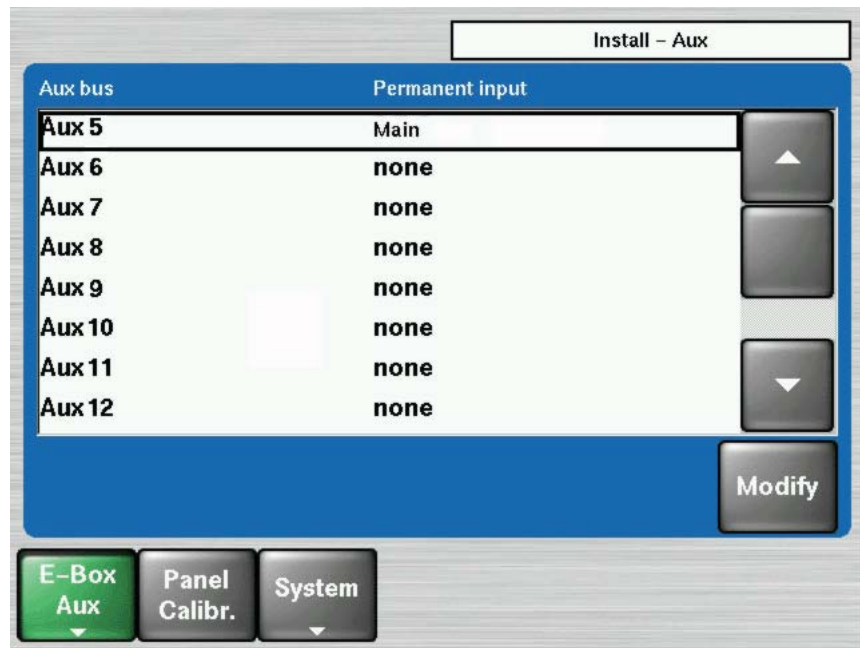 Install – Aux
Aux bus Permanent input
Aux 5 Main
Aux 6 none
Aux 7 none
Aux 8 none
Aux 9 none
Aux 10 none
Aux 11 none
Aux 12 none
Modify
E–Box Aux
Panel Calibr.
System